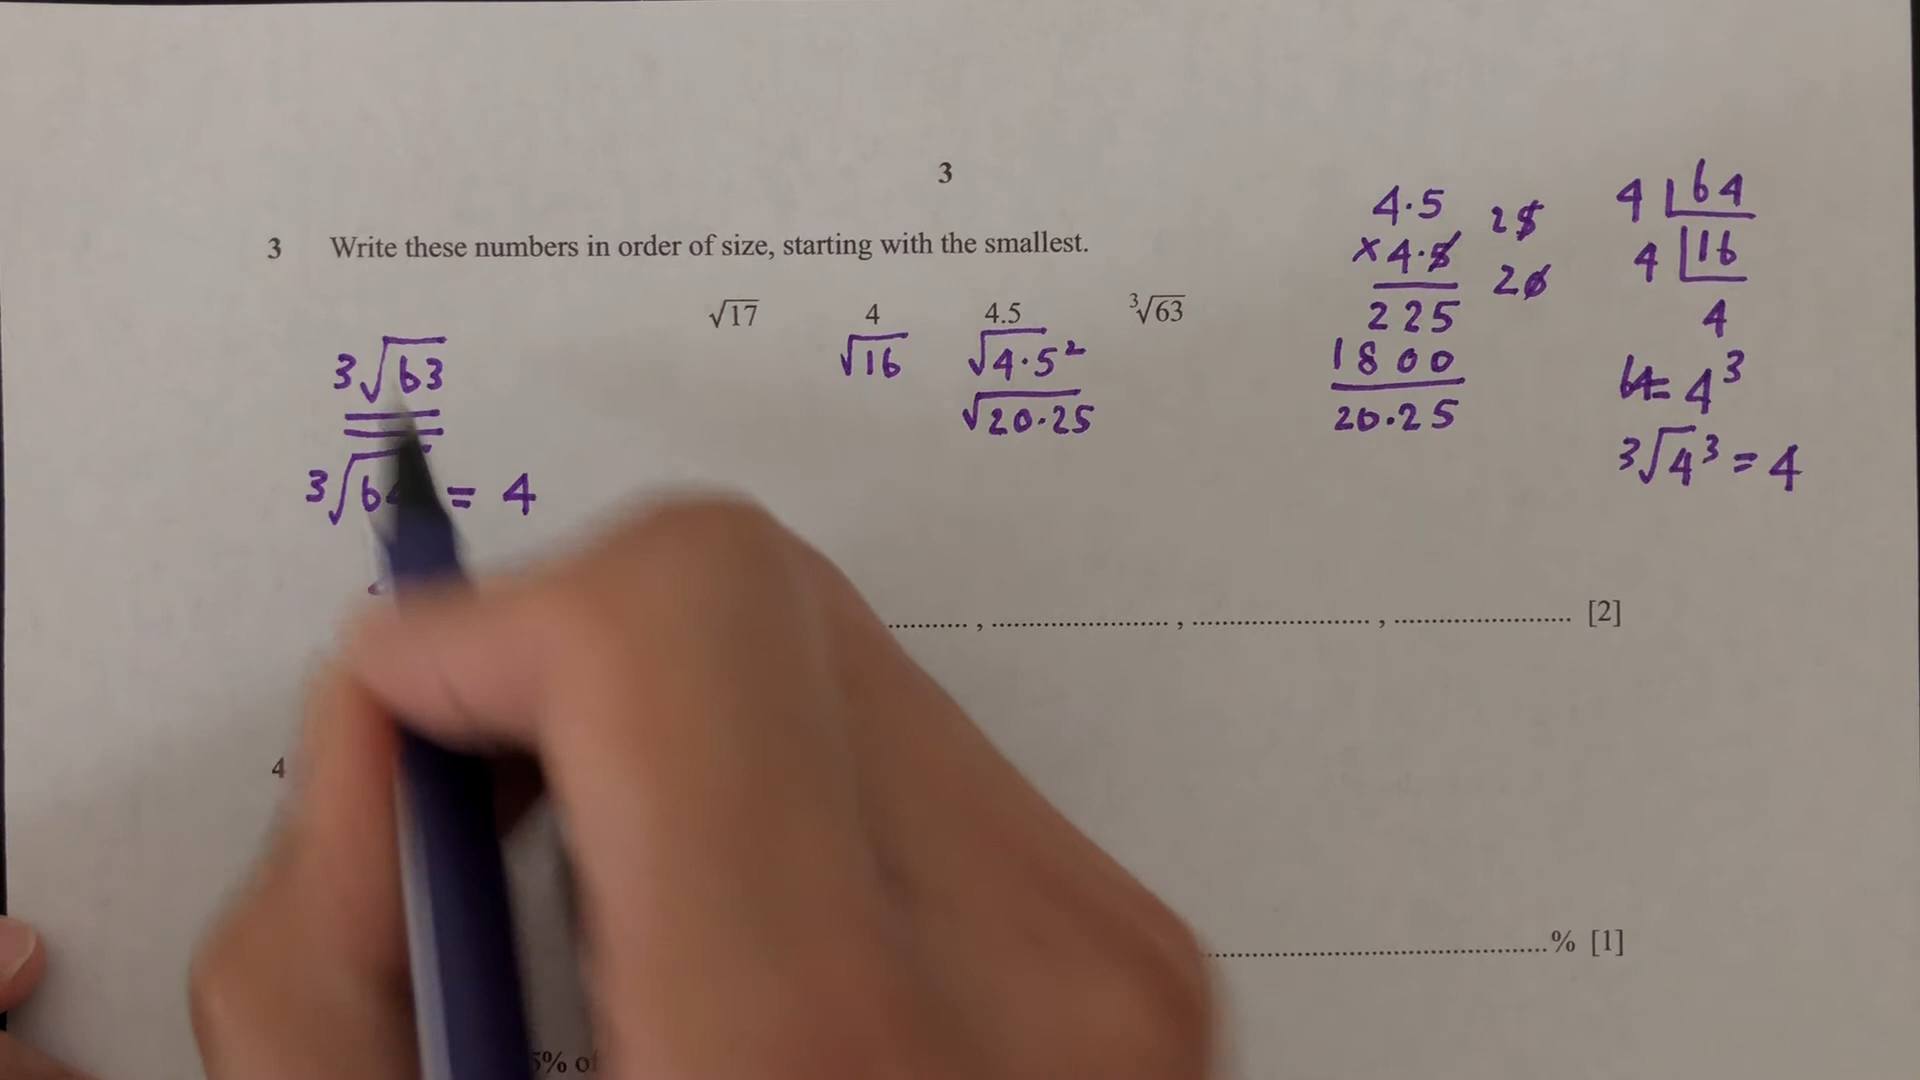 3
3 Write these numbers in order of size, starting with the smallest.
√17 4 4.5 ∛63
√16 √4.5²
√20.25
3√63
3√64 = 4
4.5 25
×4.5 20
225
1800
20.25
4 64
4 16
4
64= 4³
3√4³ = 4
.........., ......................, ......................, ...................... [2]
4
..........................................% [1]
5% of